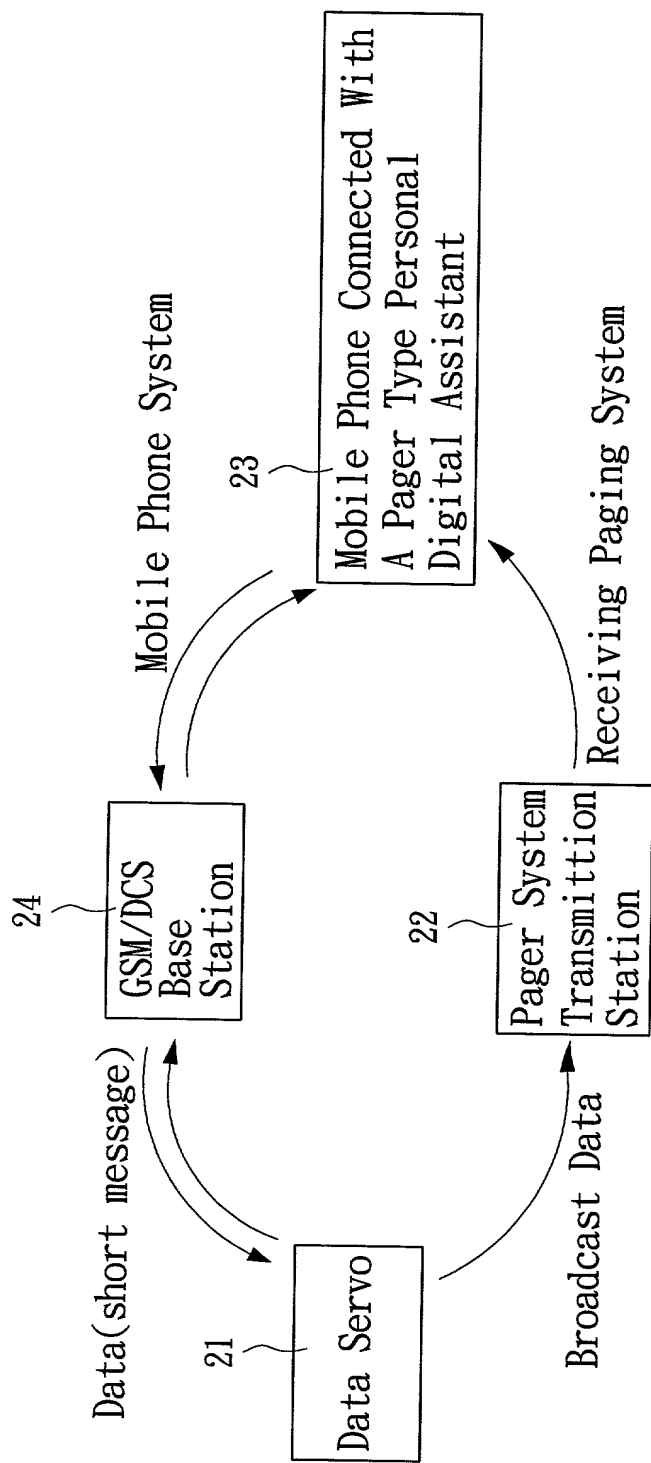 Data(short message)
24
GSM/DCS
Base
Station
Mobile Phone System
21
Data Servo
23
Mobile Phone Connected With
A Pager Type Personal
Digital Assistant
22
Pager System
Transmittion
Station
Broadcast Data
Receiving Paging System